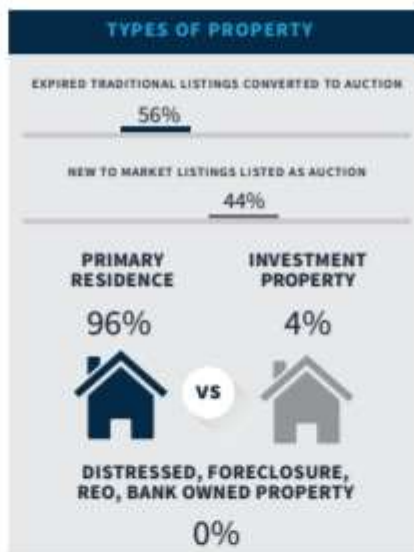 TYPES OF PROPERTY
EXPIRED TRADITIONAL LISTINGS CONVERTED TO AUCTION
56%
NEW TO MARKET LISTINGS LISTED AS AUCTION
44%
PRIMARY
RESIDENCE
96%
INVESTMENT
PROPERTY
4%
VS
DISTRESSED, FORECLOSURE,
REO, BANK OWNED PROPERTY
0%